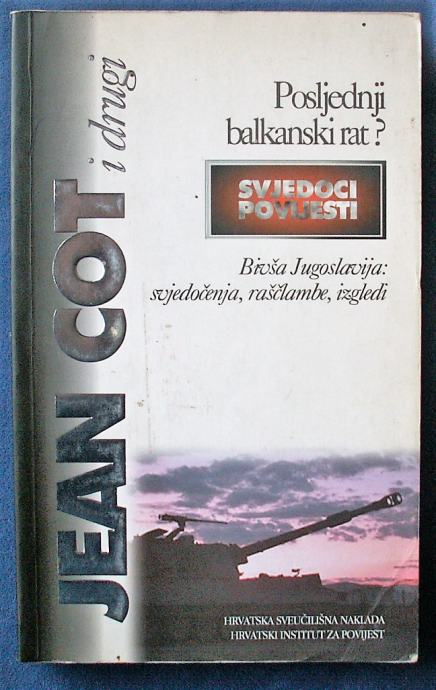 JEAN COT
i drugi
Posljednji
balkanski rat?
SVJEDOCI
POVIJESTI
Bivša Jugoslavija:
svjedočenja, raščlambe, izgledi
HRVATSKA SVEUČILIŠNA NAKLADA
HRVATSKI INSTITUT ZA POVIJEST